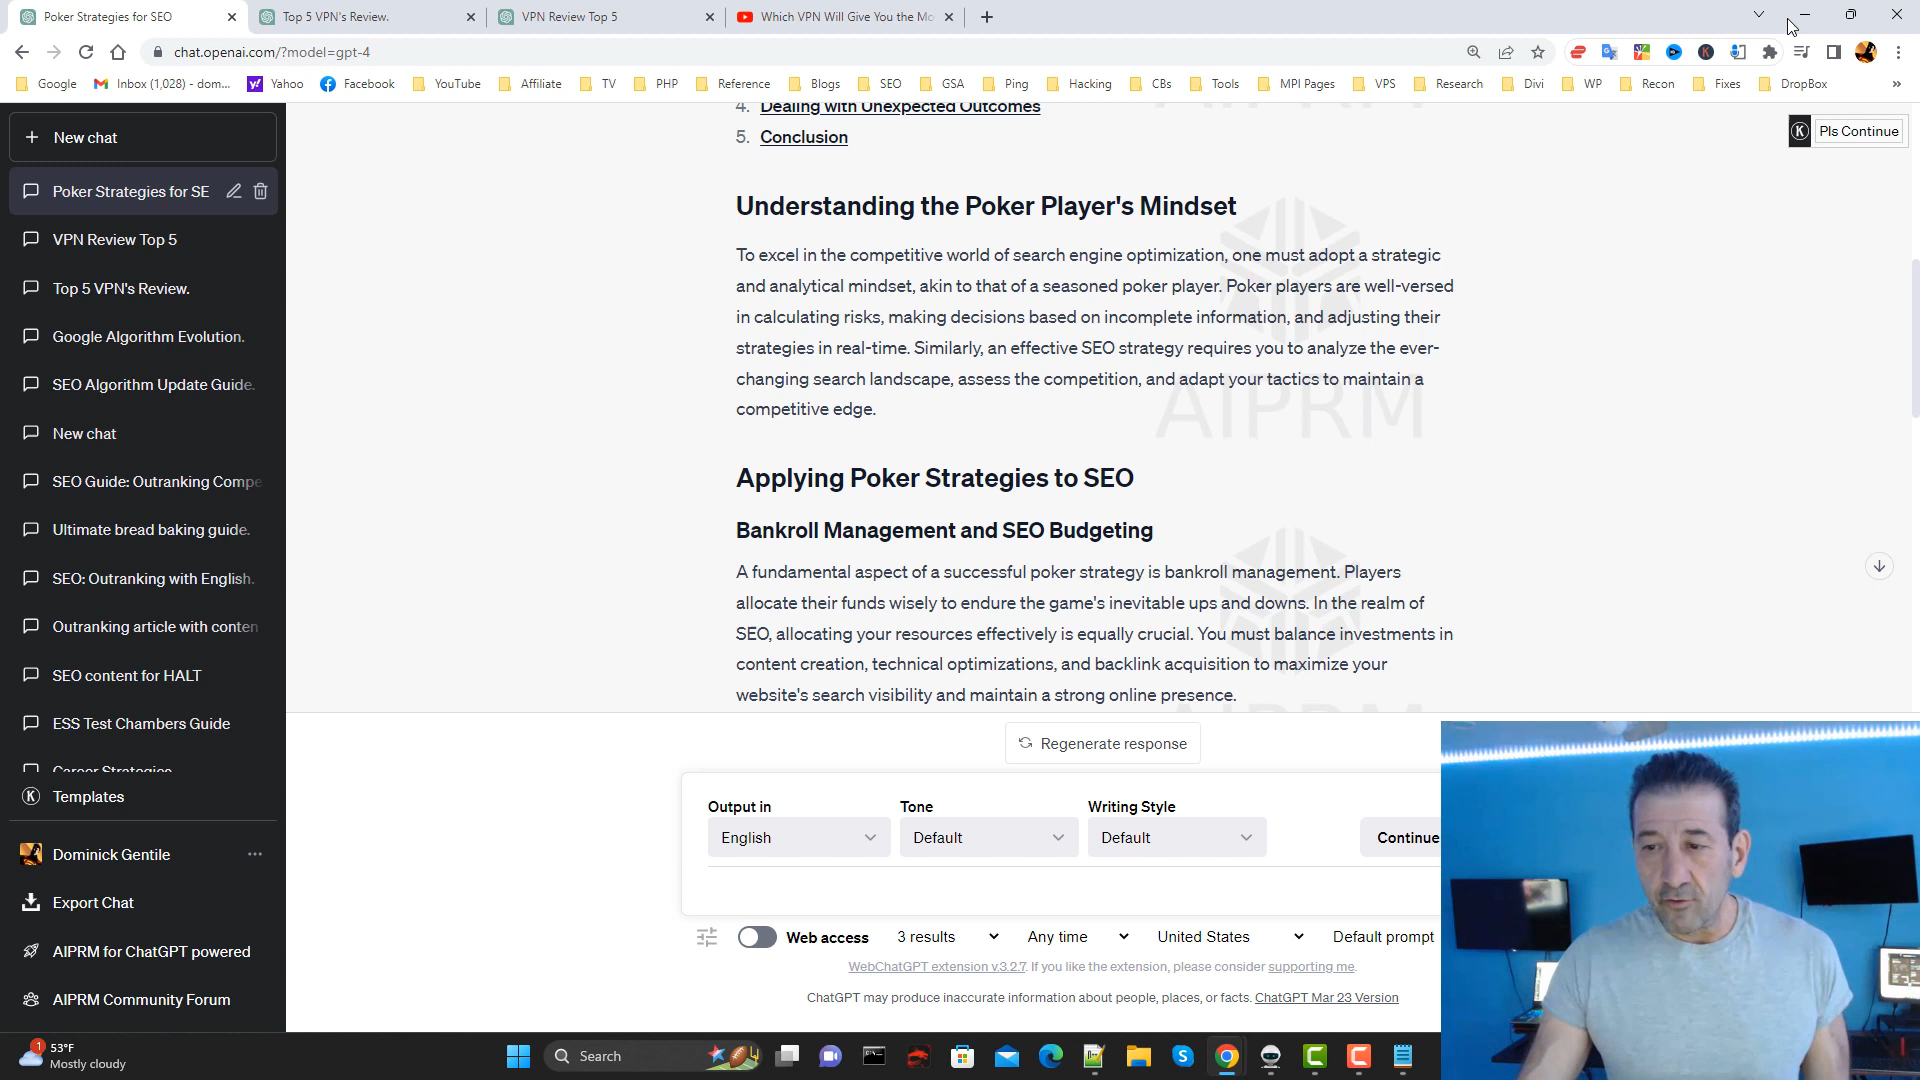 Poker Strategies for SEO
Top 5 VPN's Review.
VPN Review Top 5
Which VPN Will Give You the Mo
chat.openai.com/?model=gpt-4
Google
Inbox (1,028) - dom...
Yahoo
Facebook
YouTube
Affiliate
TV
PHP
Reference
Blogs
SEO
GSA
Ping
Hacking
CBs
Tools
MPI Pages
VPS
Research
Divi
WP
Recon
Fixes
DropBox
New chat
Poker Strategies for SE
VPN Review Top 5
Top 5 VPN's Review.
Google Algorithm Evolution.
SEO Algorithm Update Guide.
New chat
SEO Guide: Outranking Compe
Ultimate bread baking guide.
SEO: Outranking with English.
Outranking article with conten
SEO content for HALT
ESS Test Chambers Guide
Career Strategies
Templates
Dominick Gentile
Export Chat
AIPRM for ChatGPT powered
AIPRM Community Forum
4. Dealing with Unexpected Outcomes
5. Conclusion
K Pls Continue
Understanding the Poker Player's Mindset
To excel in the competitive world of search engine optimization, one must adopt a strategic
and analytical mindset, akin to that of a seasoned poker player. Poker players are well-versed
in calculating risks, making decisions based on incomplete information, and adjusting their
strategies in real-time. Similarly, an effective SEO strategy requires you to analyze the ever-
changing search landscape, assess the competition, and adapt your tactics to maintain a
competitive edge.
AIPRM
Applying Poker Strategies to SEO
Bankroll Management and SEO Budgeting
A fundamental aspect of a successful poker strategy is bankroll management. Players
allocate their funds wisely to endure the game's inevitable ups and downs. In the realm of
SEO, allocating your resources effectively is equally crucial. You must balance investments in
content creation, technical optimizations, and backlink acquisition to maximize your
website's search visibility and maintain a strong online presence.
Regenerate response
Output in
Tone
Writing Style
English
Default
Default
Continue
Web access
3 results
Any time
United States
Default prompt
WebChatGPT extension v.3.2.7. If you like the extension, please consider supporting me.
ChatGPT may produce inaccurate information about people, places, or facts. ChatGPT Mar 23 Version
1
53°F
Mostly cloudy
Search